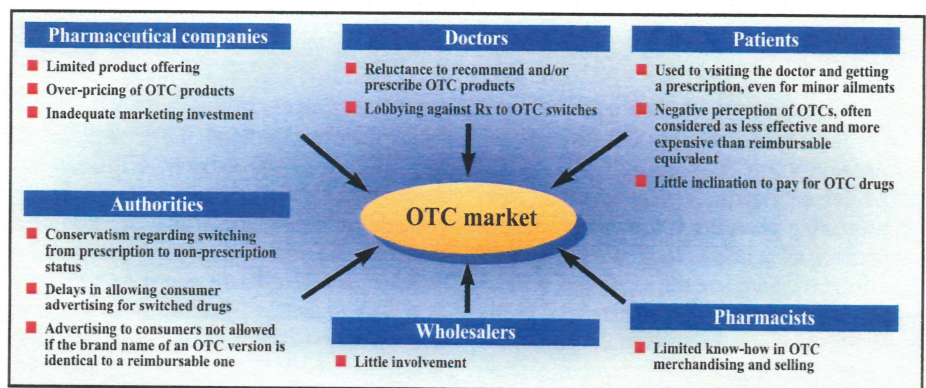 Pharmaceutical companies
Limited product offering
Over-pricing of OTC products
Inadequate marketing investment
Doctors
Reluctance to recommend and/or
prescribe OTC products
Lobbying against Rx to OTC switches
Patients
Used to visiting the doctor and getting
a prescription, even for minor ailments
Negative perception of OTCs, often
considered as less effective and more
expensive than reimbursable
equivalent
Little inclination to pay for OTC drugs
OTC market
Authorities
Conservatism regarding switching
from prescription to non-prescription
status
Delays in allowing consumer
advertising for switched drugs
Advertising to consumers not allowed
if the brand name of an OTC version is
identical to a reimbursable one
Wholesalers
Little involvement
Pharmacists
Limited know-how in OTC
merchandising and selling